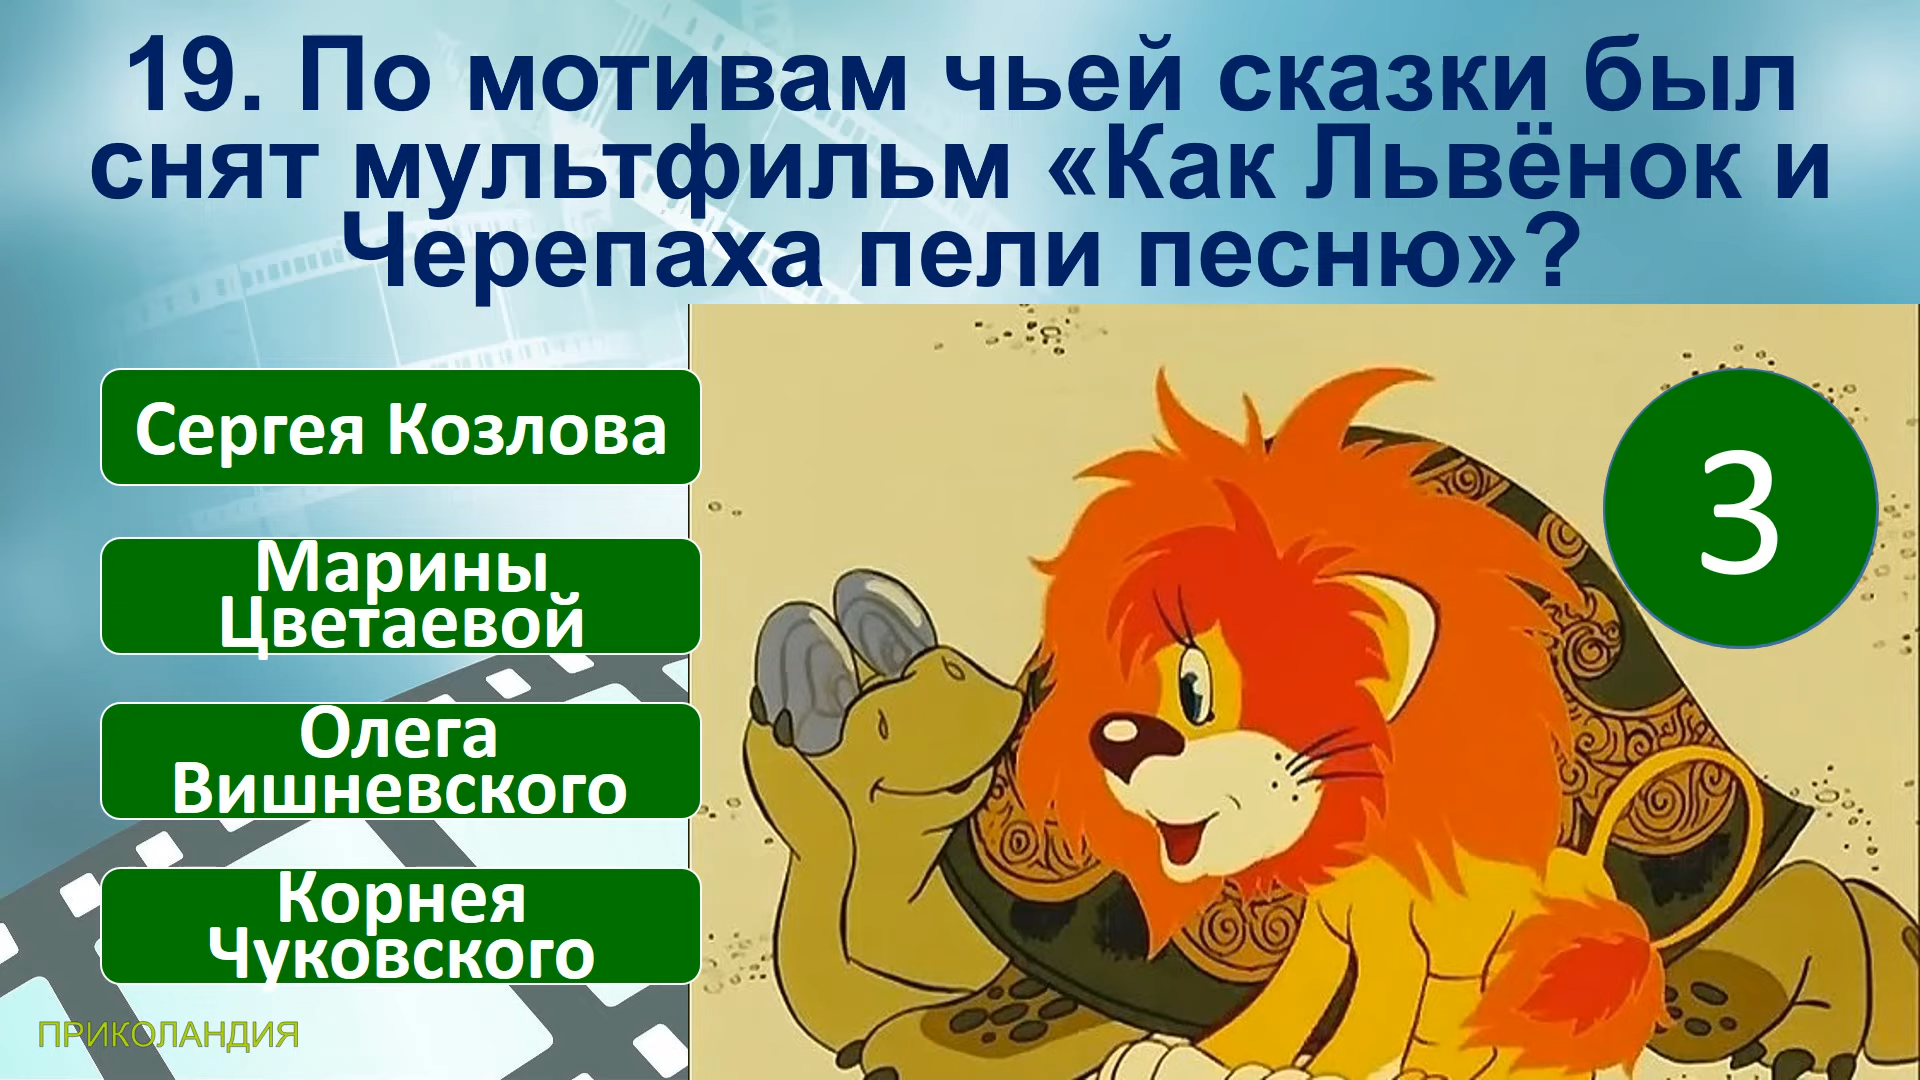 19. По мотивам чьей сказки был
снят мультфильм «Как Львёнок и
Черепаха пели песню»?
Сергея Козлова
Марины
Цветаевой
Олега
Вишневского
Корнея
Чуковского
3
ПРИКОЛАНДИЯ